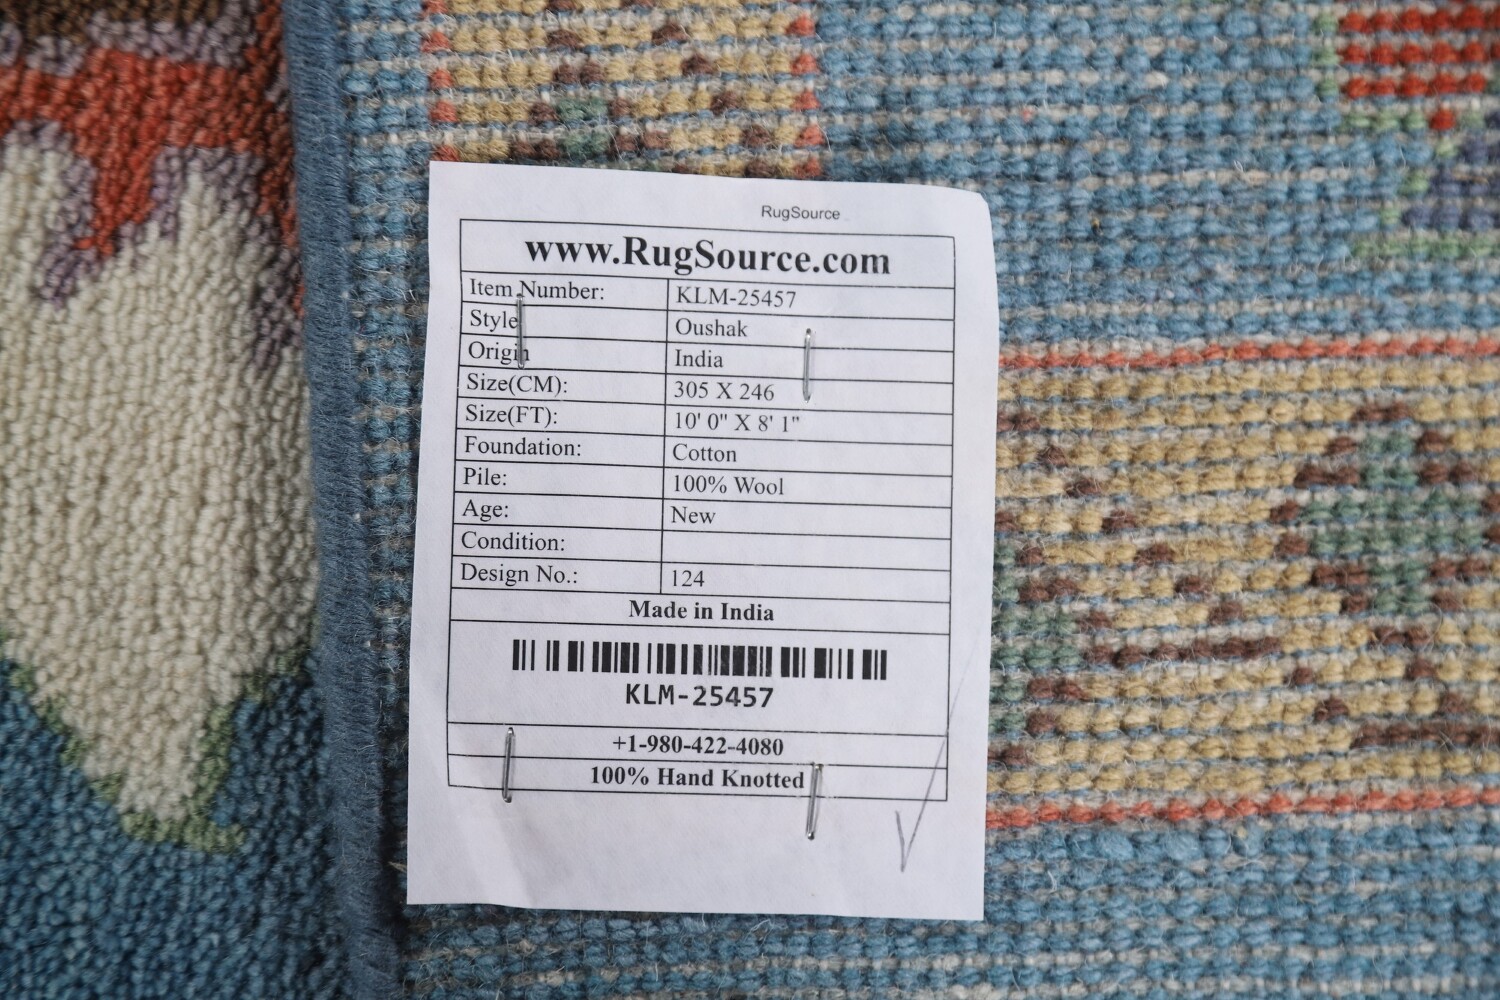 RugSource
www.RugSource.com
Item Number: KLM-25457
Style Oushak
Origin India
Size(CM): 305 X 246
Size(FT): 10' 0" X 8' 1"
Foundation: Cotton
Pile: 100% Wool
Age: New
Condition:
Design No.: 124
Made in India
KLM-25457
+1-980-422-4080
100% Hand Knotted